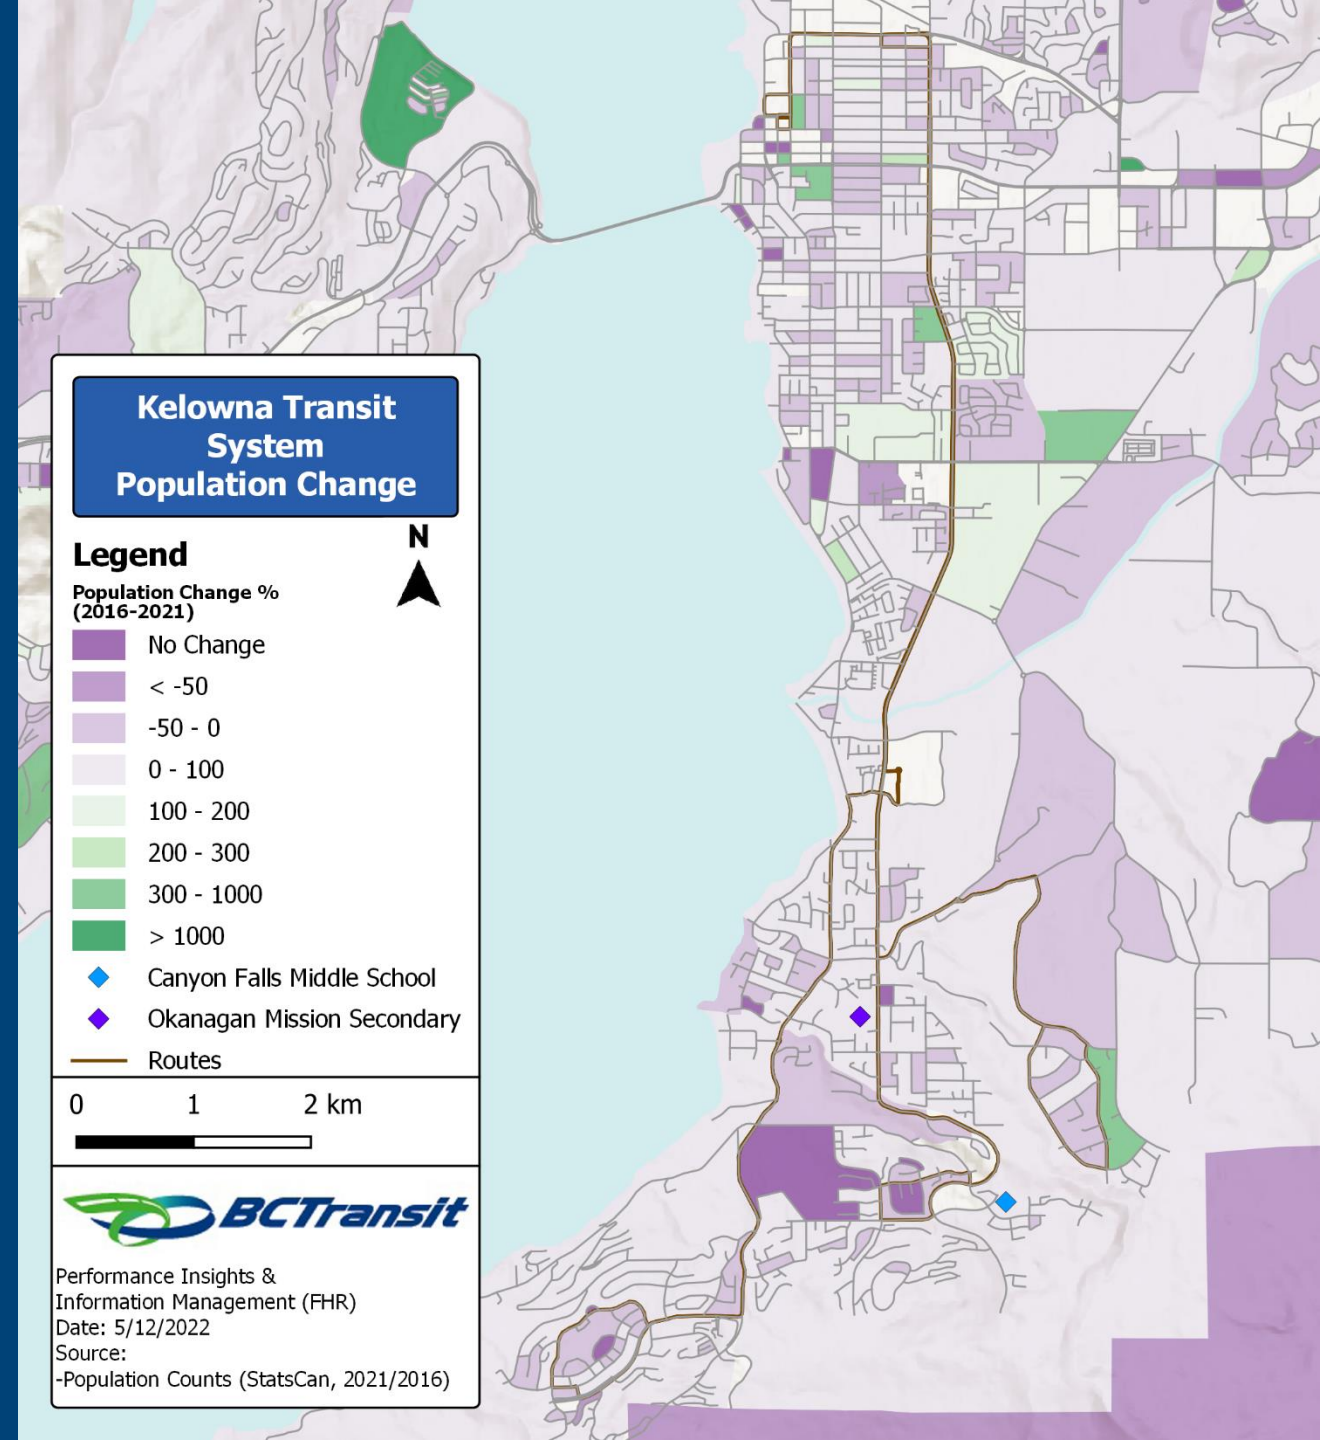 Kelowna Transit
System
Population Change
N
Legend
Population Change %
(2016-2021)
No Change
< -50
-50 - 0
0 - 100
100 - 200
200 - 300
300 - 1000
> 1000
Canyon Falls Middle School
Okanagan Mission Secondary
Routes
0 1 2 km
BCTransit
Performance Insights &
Information Management (FHR)
Date: 5/12/2022
Source:
-Population Counts (StatsCan, 2021/2016)